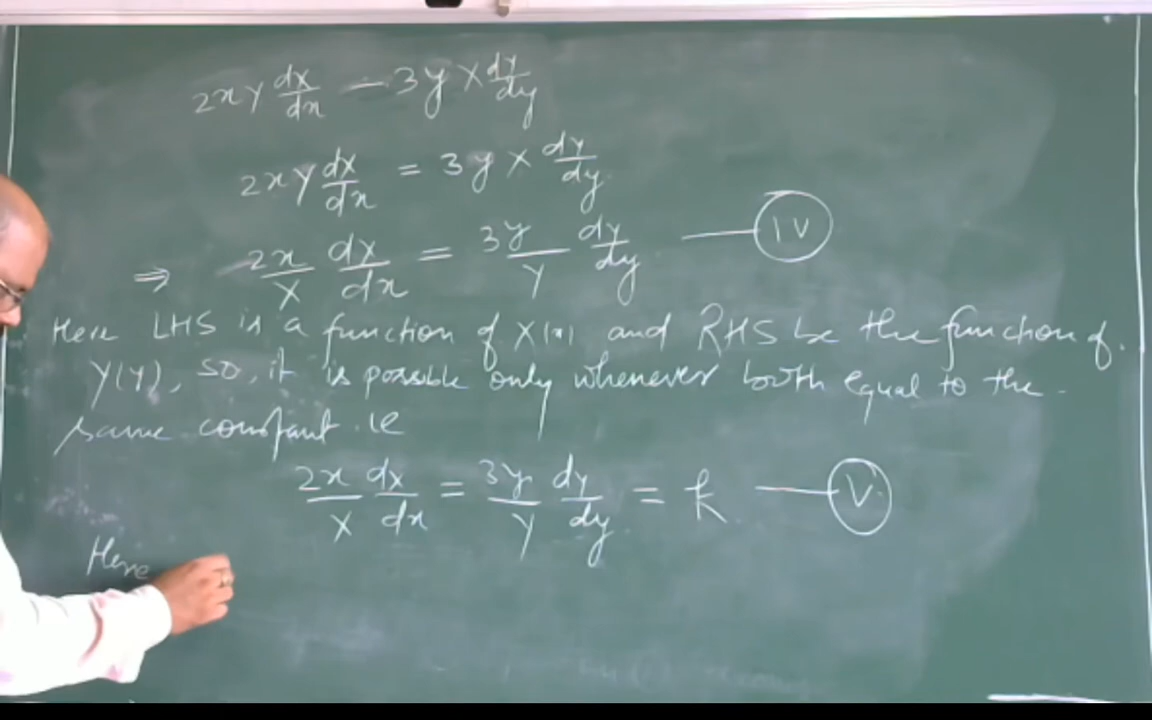 2xY dX/dx - 3yX dY/dy
2xY dX/dx = 3yX dY/dy
⇒ 2x/X dX/dx = 3y/Y dY/dy — IV
Here LHS is a function of X(x) and RHS be the function of.
Y(y), so, it is possible only whenever both equal to the
same constant .ie
2x/X dX/dx = 3y/Y dY/dy = k — V
Here